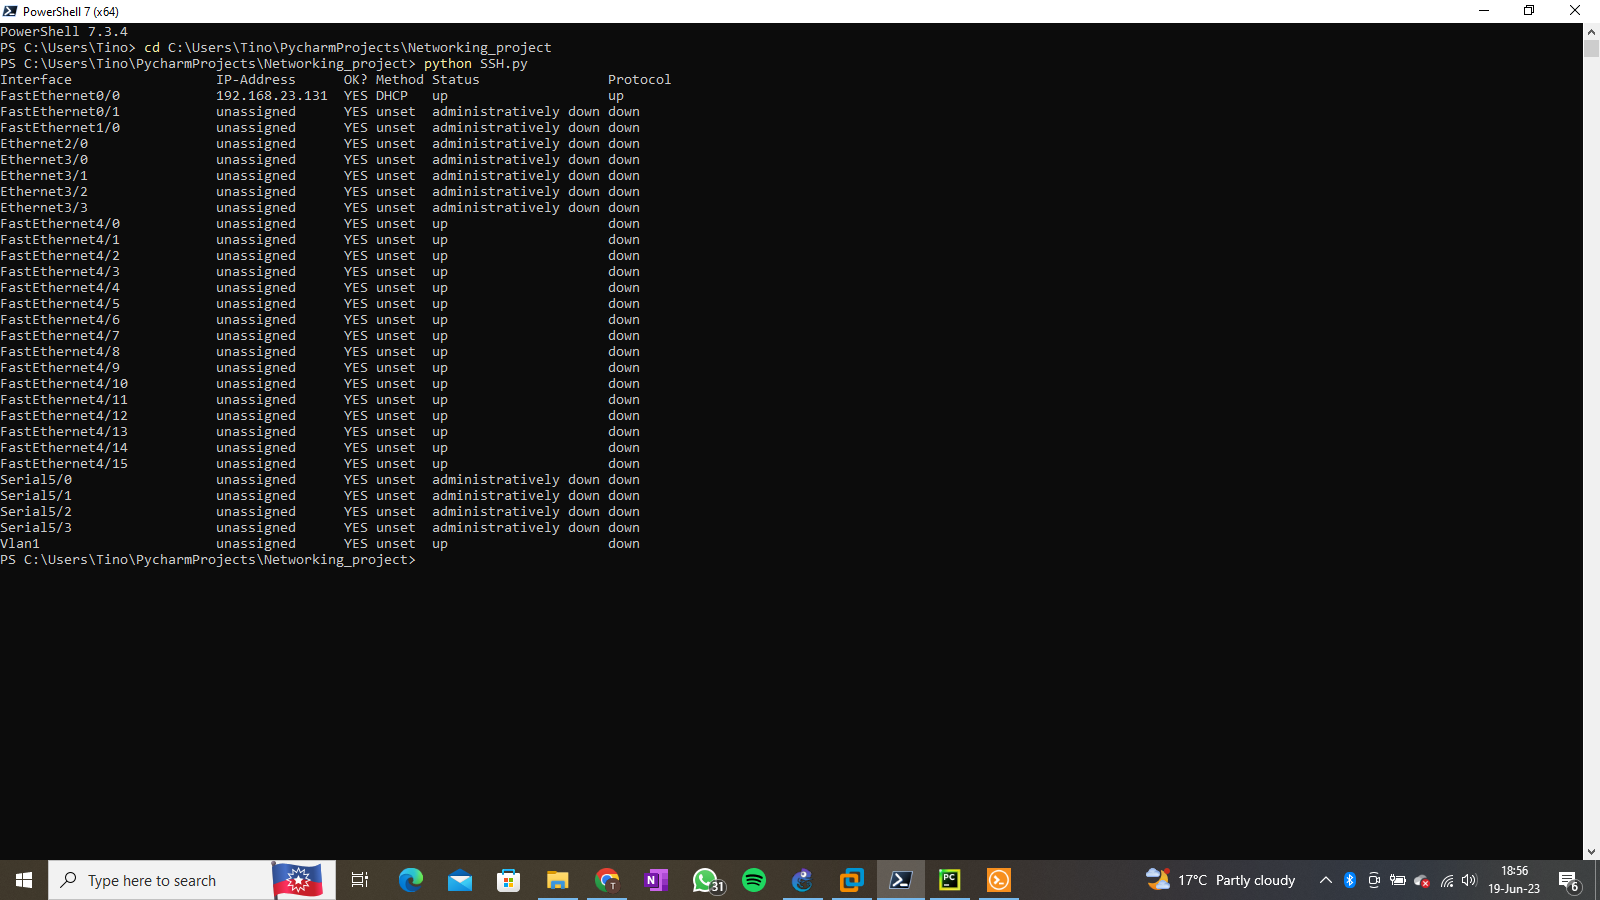 PowerShell 7 (x64)
PowerShell 7.3.4
PS C:\Users\Tino> cd C:\Users\Tino\PycharmProjects\Networking_project
PS C:\Users\Tino\PycharmProjects\Networking_project> python SSH.py
Interface                  IP-Address      OK? Method Status                Protocol
FastEthernet0/0            192.168.23.131  YES DHCP   up                    up
FastEthernet0/1            unassigned      YES unset  administratively down down
FastEthernet1/0            unassigned      YES unset  administratively down down
Ethernet2/0                unassigned      YES unset  administratively down down
Ethernet3/0                unassigned      YES unset  administratively down down
Ethernet3/1                unassigned      YES unset  administratively down down
Ethernet3/2                unassigned      YES unset  administratively down down
Ethernet3/3                unassigned      YES unset  administratively down down
FastEthernet4/0            unassigned      YES unset  up                    down
FastEthernet4/1            unassigned      YES unset  up                    down
FastEthernet4/2            unassigned      YES unset  up                    down
FastEthernet4/3            unassigned      YES unset  up                    down
FastEthernet4/4            unassigned      YES unset  up                    down
FastEthernet4/5            unassigned      YES unset  up                    down
FastEthernet4/6            unassigned      YES unset  up                    down
FastEthernet4/7            unassigned      YES unset  up                    down
FastEthernet4/8            unassigned      YES unset  up                    down
FastEthernet4/9            unassigned      YES unset  up                    down
FastEthernet4/10           unassigned      YES unset  up                    down
FastEthernet4/11           unassigned      YES unset  up                    down
FastEthernet4/12           unassigned      YES unset  up                    down
FastEthernet4/13           unassigned      YES unset  up                    down
FastEthernet4/14           unassigned      YES unset  up                    down
FastEthernet4/15           unassigned      YES unset  up                    down
Serial5/0                  unassigned      YES unset  administratively down down
Serial5/1                  unassigned      YES unset  administratively down down
Serial5/2                  unassigned      YES unset  administratively down down
Serial5/3                  unassigned      YES unset  administratively down down
Vlan1                      unassigned      YES unset  up                    down
PS C:\Users\Tino\PycharmProjects\Networking_project>
Type here to search
T
N
31
PC
17°C Partly cloudy
18:56
19-Jun-23
6